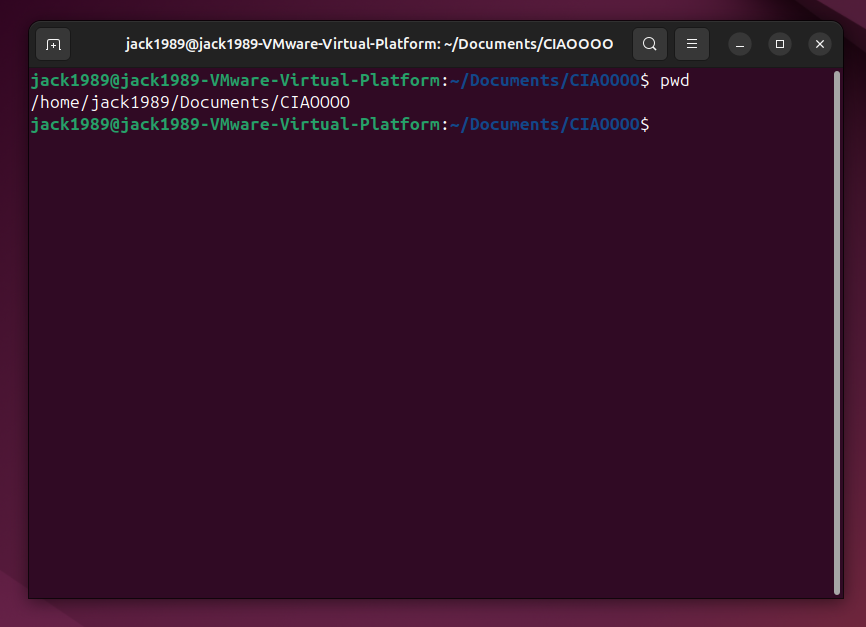 jack1989@jack1989-VMware-Virtual-Platform: ~/Documents/CIAOOOO
jack1989@jack1989-VMware-Virtual-Platform:~/Documents/CIAOOOO$ pwd
/home/jack1989/Documents/CIAOOOO
jack1989@jack1989-VMware-Virtual-Platform:~/Documents/CIAOOOO$